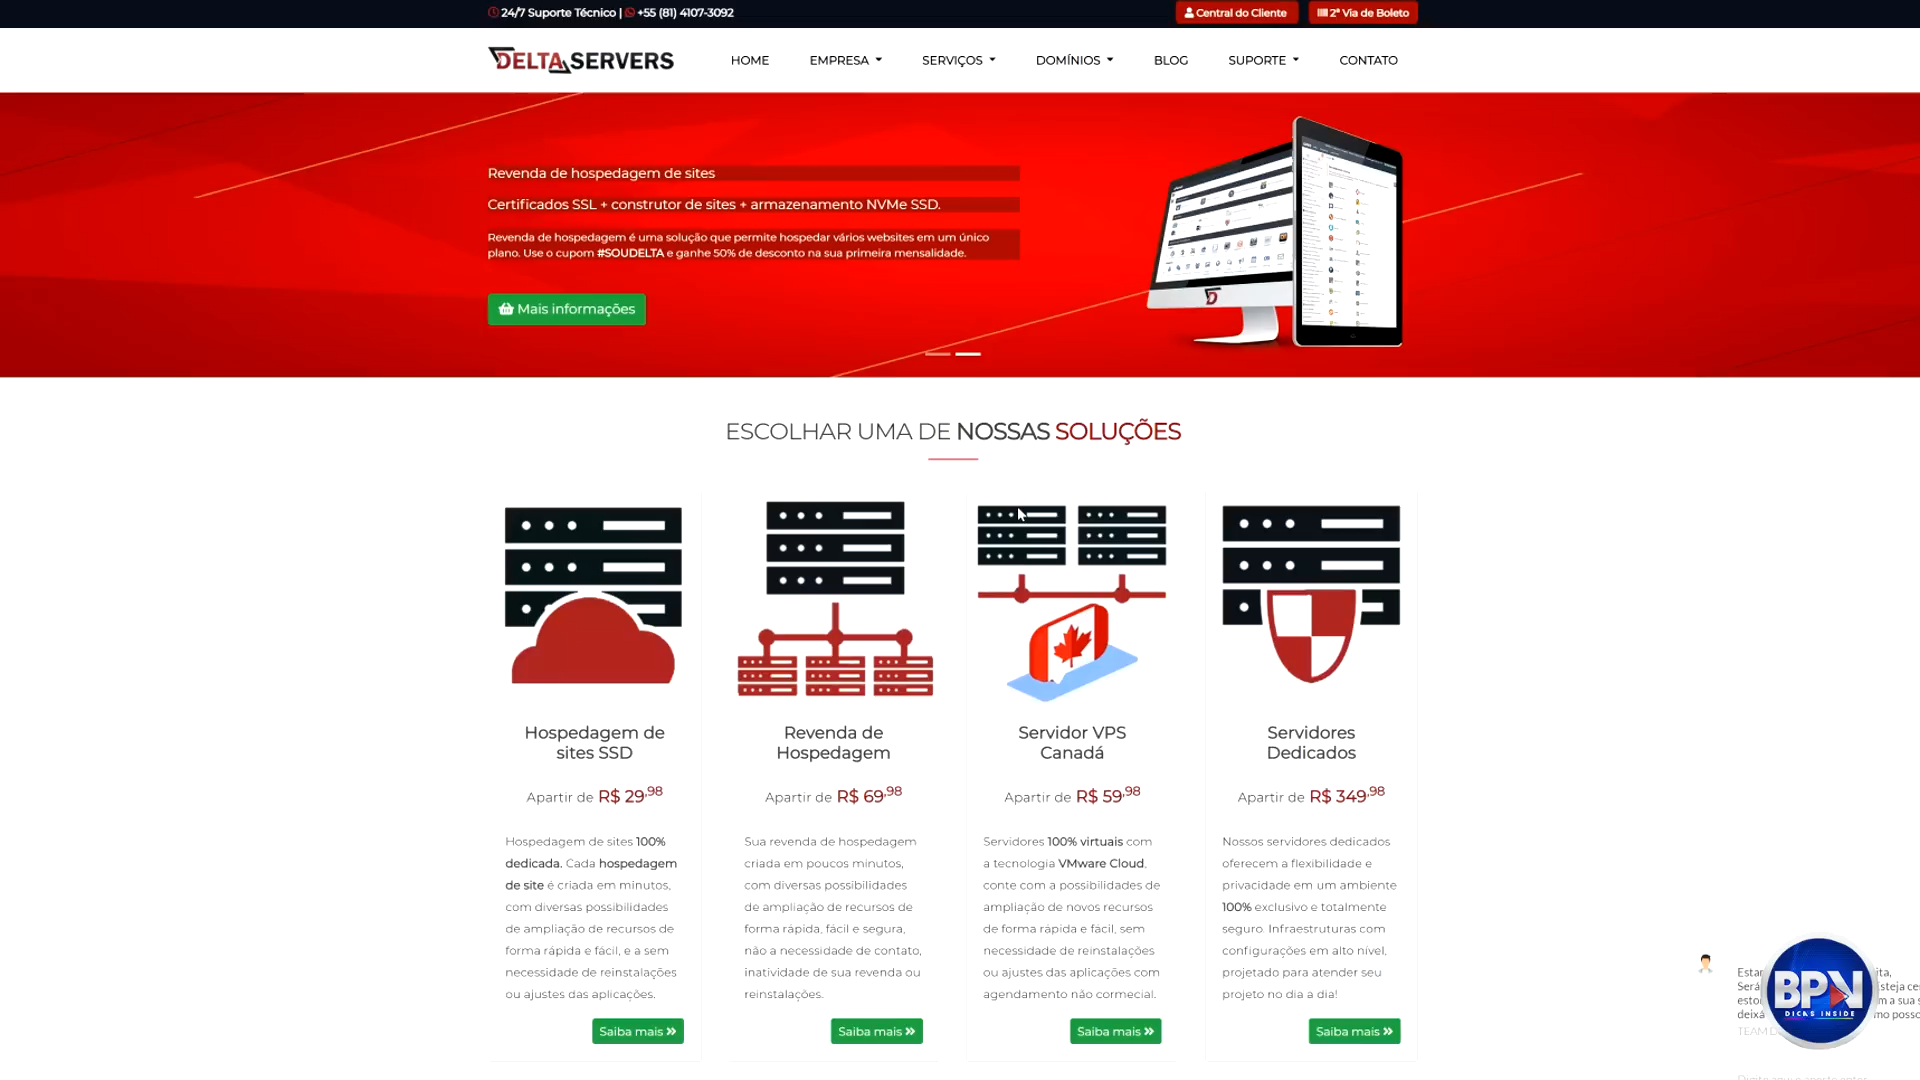 24/7 Suporte Técnico | +55 (81) 4107-3092
Central do Cliente
2ª Via de Boleto
DELTA SERVERS
HOME
EMPRESA
SERVIÇOS
DOMÍNIOS
BLOG
SUPORTE
CONTATO
Revenda de hospedagem de sites
Certificados SSL + construtor de sites + armazenamento NVMe SSD.
Revenda de hospedagem é uma solução que permite hospedar vários websites em um único
plano. Use o cupom #SOUDELTA e ganhe 50% de desconto na sua primeira mensalidade.
Mais informações
ESCOLHAR UMA DE NOSSAS SOLUÇÕES
Hospedagem de
sites SSD
Apartir de R$ 29,98
Hospedagem de sites 100%
dedicada. Cada hospedagem
de site é criada em minutos,
com diversas possibilidades
de ampliação de recursos de
forma rápida e fácil, e a sem
necessidade de reinstalações
ou ajustes das aplicações.
Saiba mais
Revenda de
Hospedagem
Apartir de R$ 69,98
Sua revenda de hospedagem
criada em poucos minutos,
com diversas possibilidades
de ampliação de recursos de
forma rápida, fácil e segura,
não a necessidade de contato,
inatividade de sua revenda ou
reinstalações.
Saiba mais
Servidor VPS
Canadá
Apartir de R$ 59,98
Servidores 100% virtuais com
a tecnologia VMware Cloud,
conte com a possibilidades de
ampliação de novos recursos
de forma rápida e fácil, sem
necessidade de reinstalações
ou ajustes das aplicações com
agendamento não cormecial.
Saiba mais
Servidores
Dedicados
Apartir de R$ 349,98
Nossos servidores dedicados
oferecem a flexibilidade e
privacidade em um ambiente
100% exclusivo e totalmente
seguro. Infraestruturas com
configurações em alto nível,
projetado para atender seu
projeto no dia a dia!
Saiba mais
BPN
DICAS INSIDE
TEAM